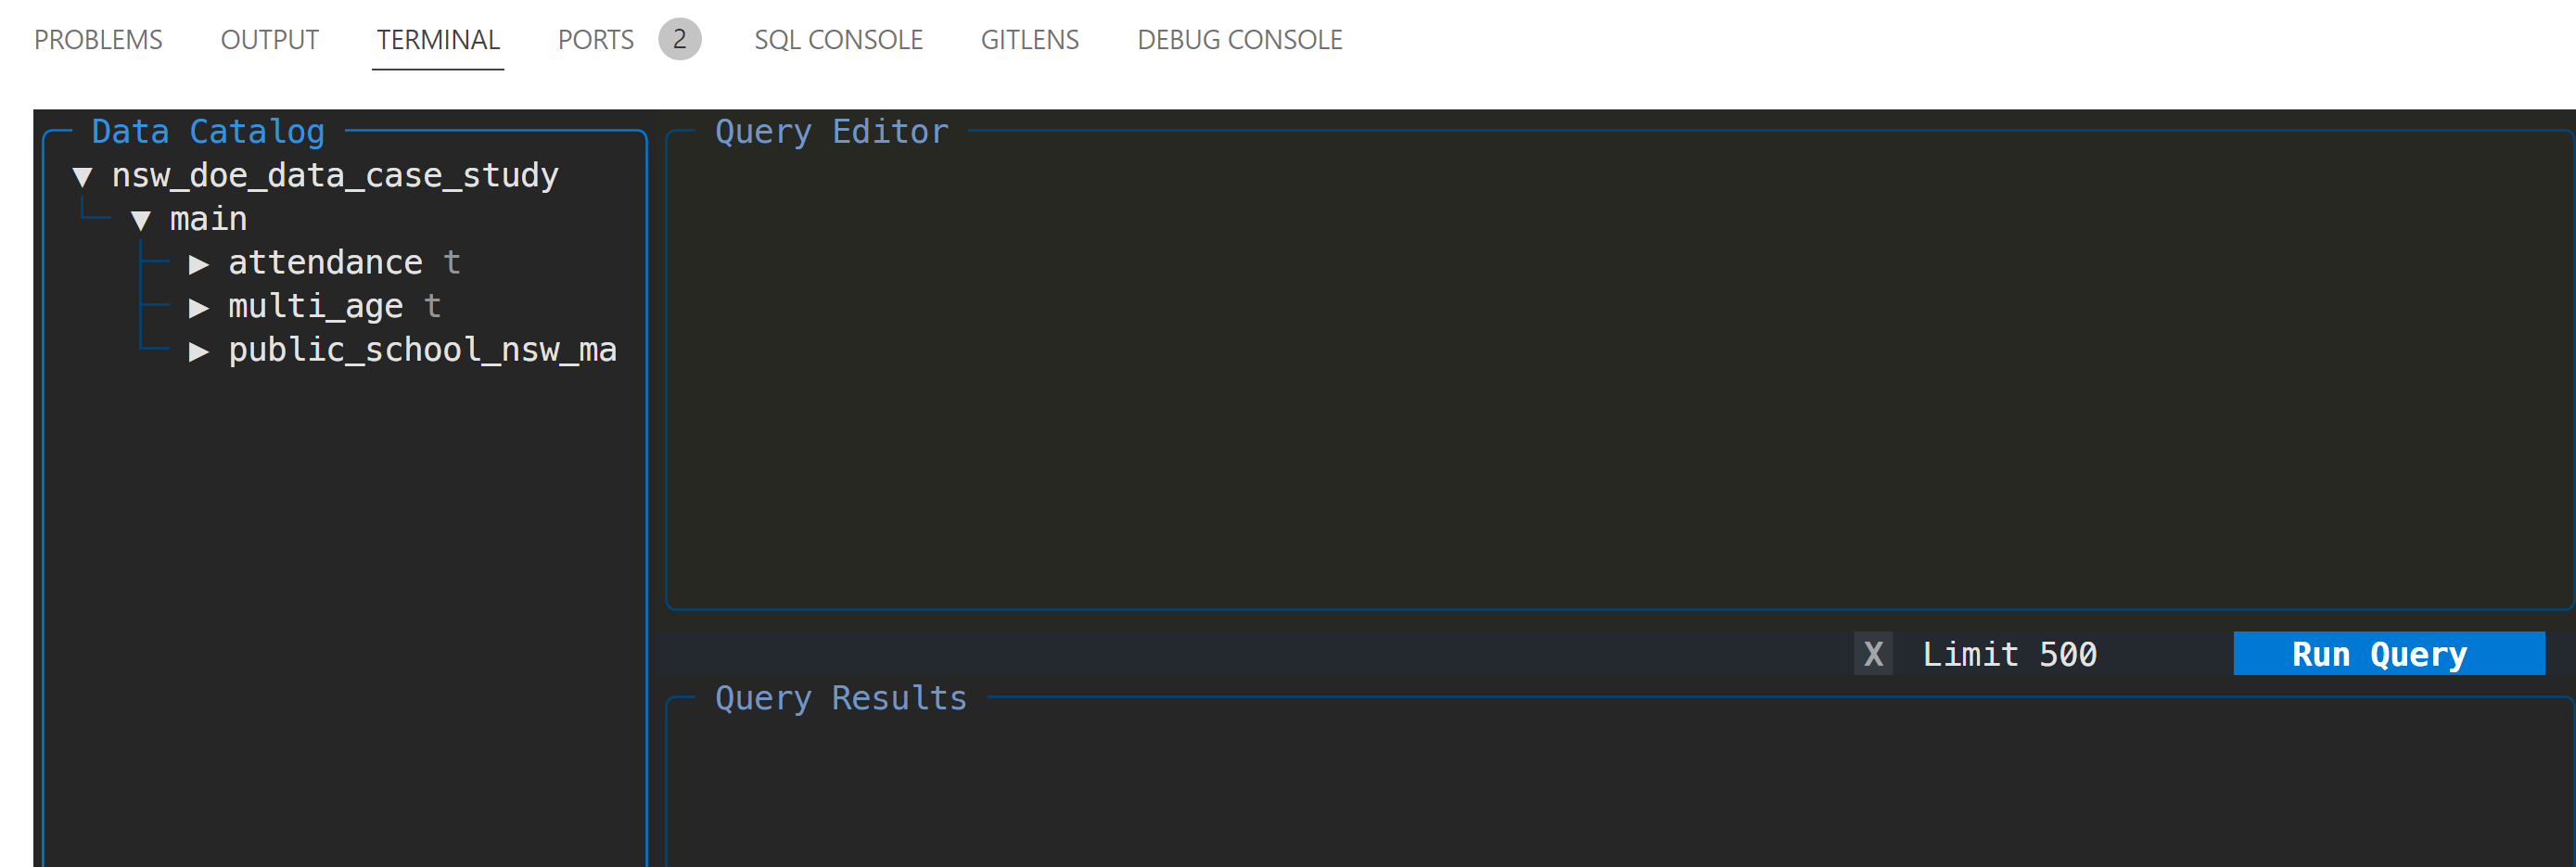 PROBLEMS OUTPUT TERMINAL PORTS 2 SQL CONSOLE GITLENS DEBUG CONSOLE
Data Catalog
▼ nsw_doe_data_case_study
▼ main
▶ attendance t
▶ multi_age t
▶ public_school_nsw_ma
Query Editor
X Limit 500 Run Query
Query Results